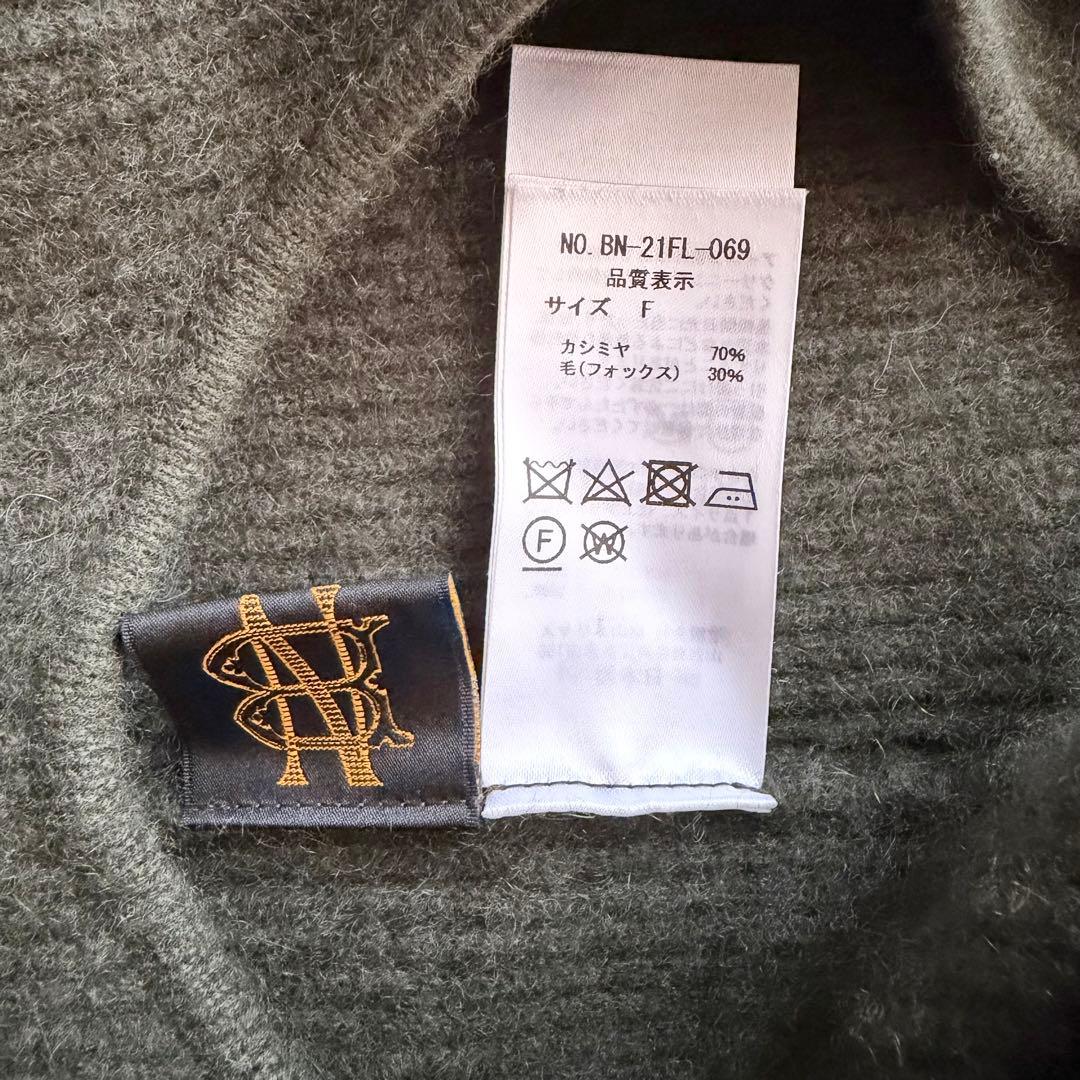 NO. BN-21FL-069
品質表示
サイズ F
カシミヤ 70%
毛(フォックス) 30%
F
W